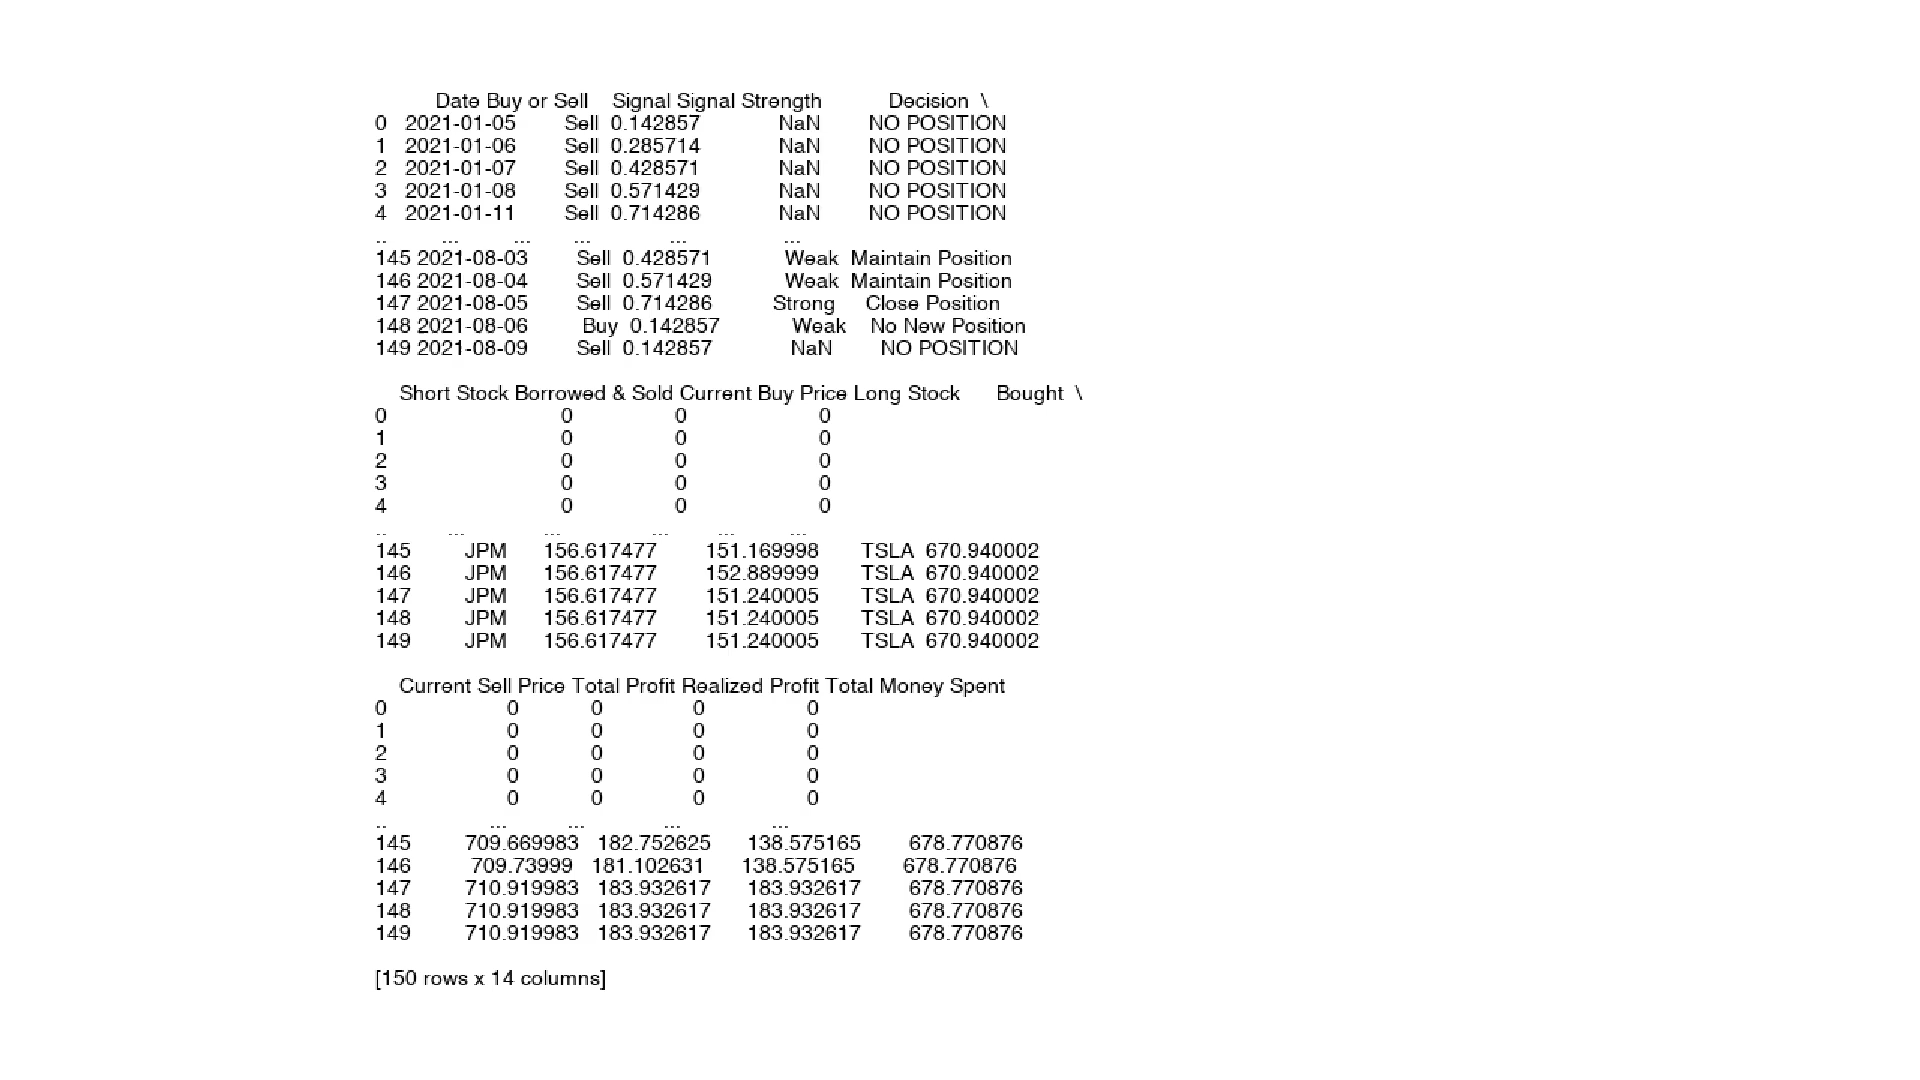 Date Buy or Sell Signal Signal Strength Decision \
0 2021-01-05 Sell 0.142857 NaN NO POSITION
1 2021-01-06 Sell 0.285714 NaN NO POSITION
2 2021-01-07 Sell 0.428571 NaN NO POSITION
3 2021-01-08 Sell 0.571429 NaN NO POSITION
4 2021-01-11 Sell 0.714286 NaN NO POSITION
.. ... ... ... ... ...
145 2021-08-03 Sell 0.428571 Weak Maintain Position
146 2021-08-04 Sell 0.571429 Weak Maintain Position
147 2021-08-05 Sell 0.714286 Strong Close Position
148 2021-08-06 Buy 0.142857 Weak No New Position
149 2021-08-09 Sell 0.142857 NaN NO POSITION
Short Stock Borrowed & Sold Current Buy Price Long Stock Bought \
0 0 0 0
1 0 0 0
2 0 0 0
3 0 0 0
4 0 0 0
.. ... ... ... ... ...
145 JPM 156.617477 151.169998 TSLA 670.940002
146 JPM 156.617477 152.889999 TSLA 670.940002
147 JPM 156.617477 151.240005 TSLA 670.940002
148 JPM 156.617477 151.240005 TSLA 670.940002
149 JPM 156.617477 151.240005 TSLA 670.940002
Current Sell Price Total Profit Realized Profit Total Money Spent
0 0 0 0 0
1 0 0 0 0
2 0 0 0 0
3 0 0 0 0
4 0 0 0 0
.. ... ... ... ...
145 709.669983 182.752625 138.575165 678.770876
146 709.73999 181.102631 138.575165 678.770876
147 710.919983 183.932617 183.932617 678.770876
148 710.919983 183.932617 183.932617 678.770876
149 710.919983 183.932617 183.932617 678.770876
[150 rows x 14 columns]